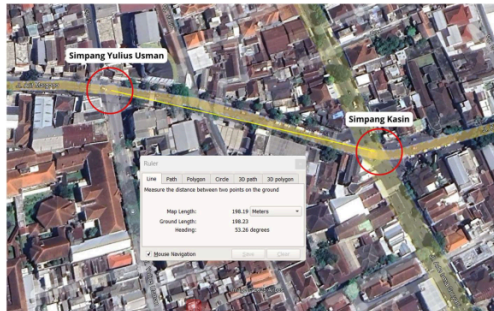 Simpang Yulius Usman
Simpang Kasin
Ruler
Line Path Polygon Circle 3D path 3D polygon
Measure the distance between two points on the ground
Map Length: 198.19 Meters
Ground Length: 198.23
Heading: 53.26 degrees
Mouse Navigation
Save Clear